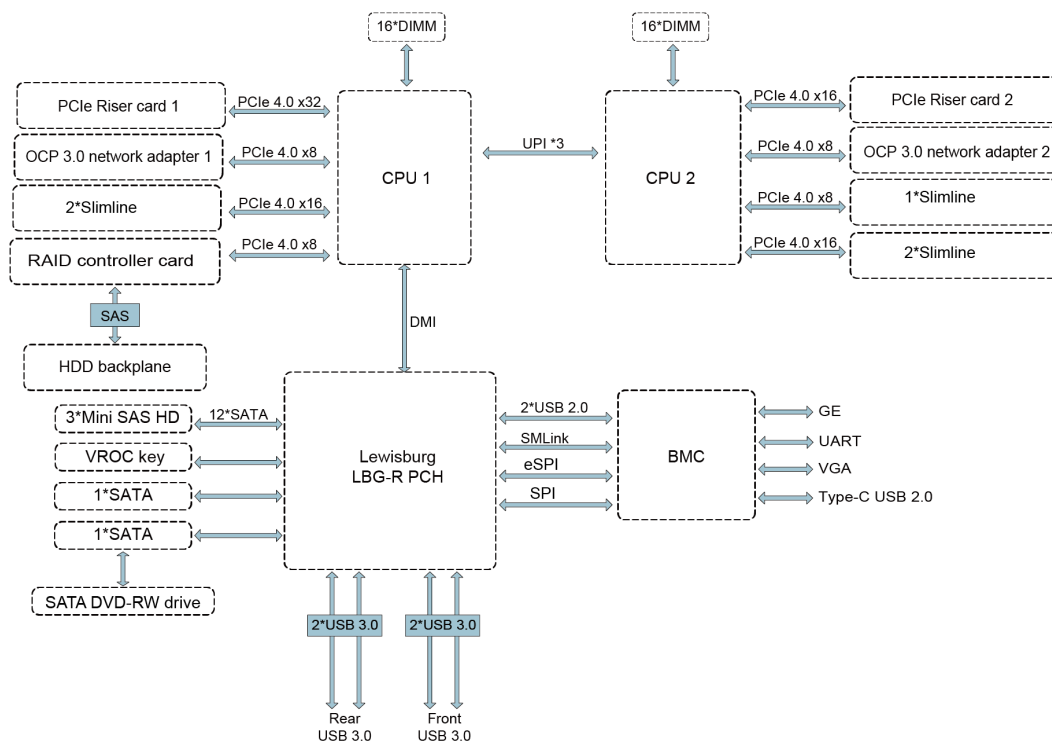 16*DIMM
16*DIMM
PCIe Riser card 1
PCIe 4.0 x32
OCP 3.0 network adapter 1
PCIe 4.0 x8
2*Slimline
PCIe 4.0 x16
RAID controller card
PCIe 4.0 x8
CPU 1
UPI *3
CPU 2
PCIe 4.0 x16
PCIe Riser card 2
PCIe 4.0 x8
OCP 3.0 network adapter 2
PCIe 4.0 x8
1*Slimline
PCIe 4.0 x16
2*Slimline
SAS
HDD backplane
DMI
3*Mini SAS HD
12*SATA
VROC key
1*SATA
1*SATA
SATA DVD-RW drive
Lewisburg
LBG-R PCH
2*USB 2.0
SMLink
eSPI
SPI
BMC
GE
UART
VGA
Type-C USB 2.0
2*USB 3.0
2*USB 3.0
Rear
USB 3.0
Front
USB 3.0